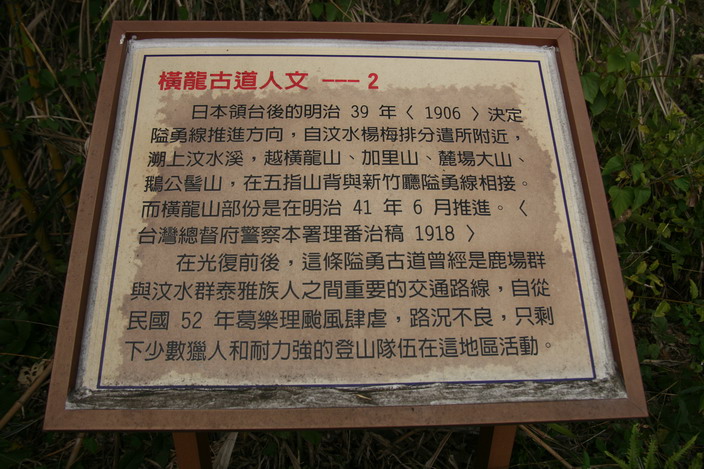 橫龍古道人文 --- 2
日本領台後的明治 39 年〈 1906 〉決定
隘勇線推進方向，自汶水楊梅排分遣所附近，
溯上汶水溪，越橫龍山、加里山、麓場大山、
鵝公髻山，在五指山背與新竹廳隘勇線相接。
而橫龍山部份是在明治 41 年 6 月推進。〈
台灣總督府警察本署理番治稿 1918 〉
在光復前後，這條隘勇古道曾經是鹿場群
與汶水群泰雅族人之間重要的交通路線，自從
民國 52 年葛樂理颱風肆虐，路況不良，只剩
下少數獵人和耐力強的登山隊伍在這地區活動。